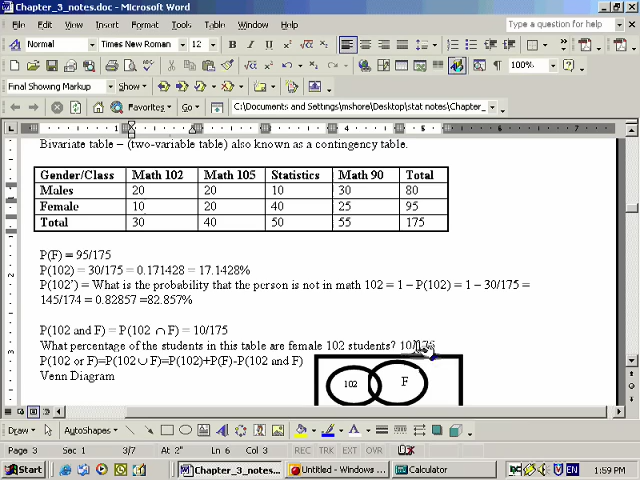 Chapter_3_notes.doc - Microsoft Word
File Edit View Insert Format Tools Table Window Help Type a question for help
Normal Times New Roman 12 B I U
100%
Final Showing Markup Show
Favorites Go C:\Documents and Settings\mshore\Desktop\stat notes\Chapter_
Bivariate table – (two-variable table) also known as a contingency table.
Gender/Class Math 102 Math 105 Statistics Math 90 Total
Males 20 20 10 30 80
Female 10 20 40 25 95
Total 30 40 50 55 175
P(F) = 95/175
P(102) = 30/175 = 0.171428 = 17.1428%
P(102') = What is the probability that the person is not in math 102 = 1 – P(102) = 1 – 30/175 =
145/174 = 0.82857 =82.857%
P(102 and F) = P(102 ∩ F) = 10/175
What percentage of the students in this table are female 102 students?
P(102 or F)=P(102 ∪ F)=P(102)+P(F)-P(102 and F)
Venn Diagram
102 F
Draw AutoShapes
Page 3 Sec 1 3/7 At 2" Ln 6 Col 3 REC TRK EXT OVR
Start Chapter_3_notes... Untitled - Windows ... Calculator EN 1:59 PM